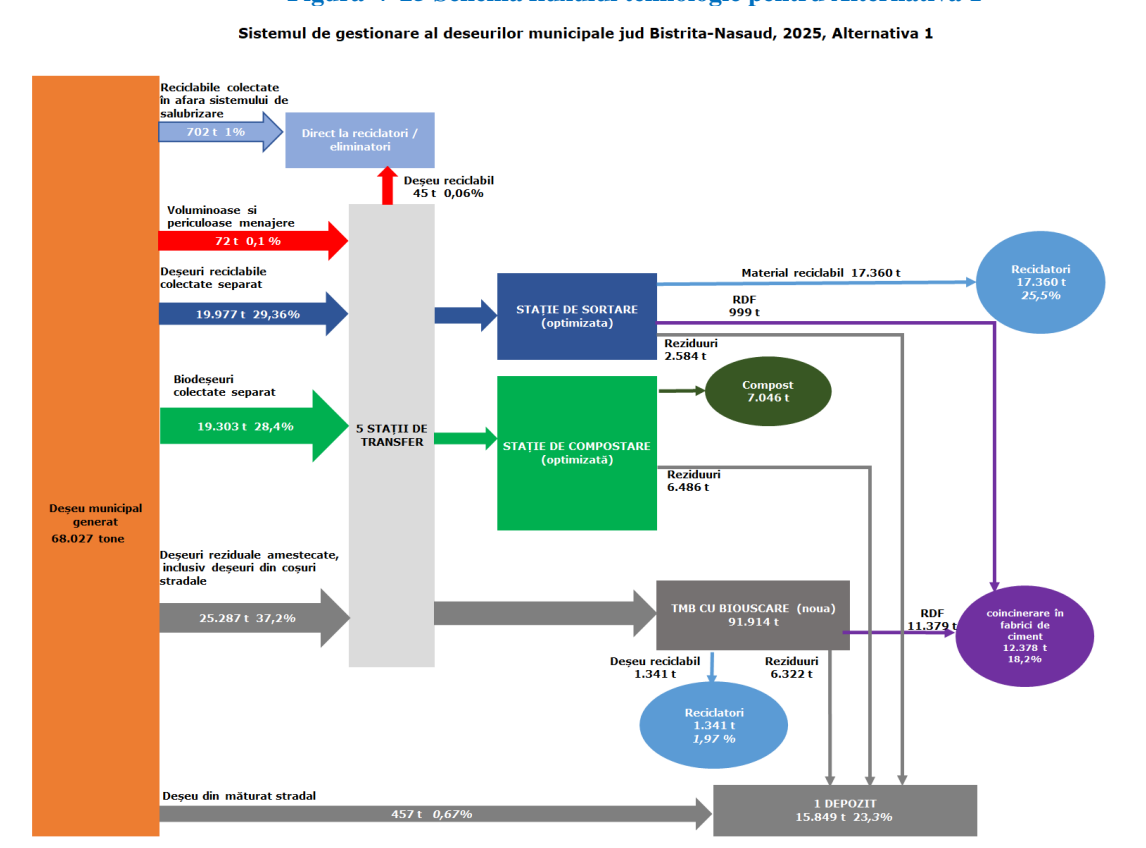 Sistemul de gestionare al deseurilor municipale jud Bistrita-Nasaud, 2025, Alternativa 1
Reciclabile colectate
în afara sistemului de
salubrizare
702 t 1%
Direct la reciclatori /
eliminatori
Deșeu reciclabil
45 t 0,06%
Voluminoase si
periculoase menajere
72 t 0,1 %
Deșeuri reciclabile
colectate separat
19.977 t 29,36%
STAȚIE DE SORTARE
(optimizata)
Material reciclabil 17.360 t
RDF
999 t
Reziduuri
2.584 t
Reciclatori
17.360 t
25,5%
Biodeșeuri
colectate separat
19.303 t 28,4%
5 STAȚII DE
TRANSFER
STAȚIE DE COMPOSTARE
(optimizată)
Compost
7.046 t
Reziduuri
6.486 t
Deșeu municipal
generat
68.027 tone
Deșeuri reziduale amestecate,
inclusiv deșeuri din coșuri
stradale
25.287 t 37,2%
TMB CU BIOUSCARE (noua)
91.914 t
RDF
11.379 t
coincinerare în
fabrici de
ciment
12.378 t
18,2%
Deșeu reciclabil
1.341 t
Reziduuri
6.322 t
Reciclatori
1.341 t
1,97 %
Deșeu din măturat stradal
457 t 0,67%
1 DEPOZIT
15.849 t 23,3%